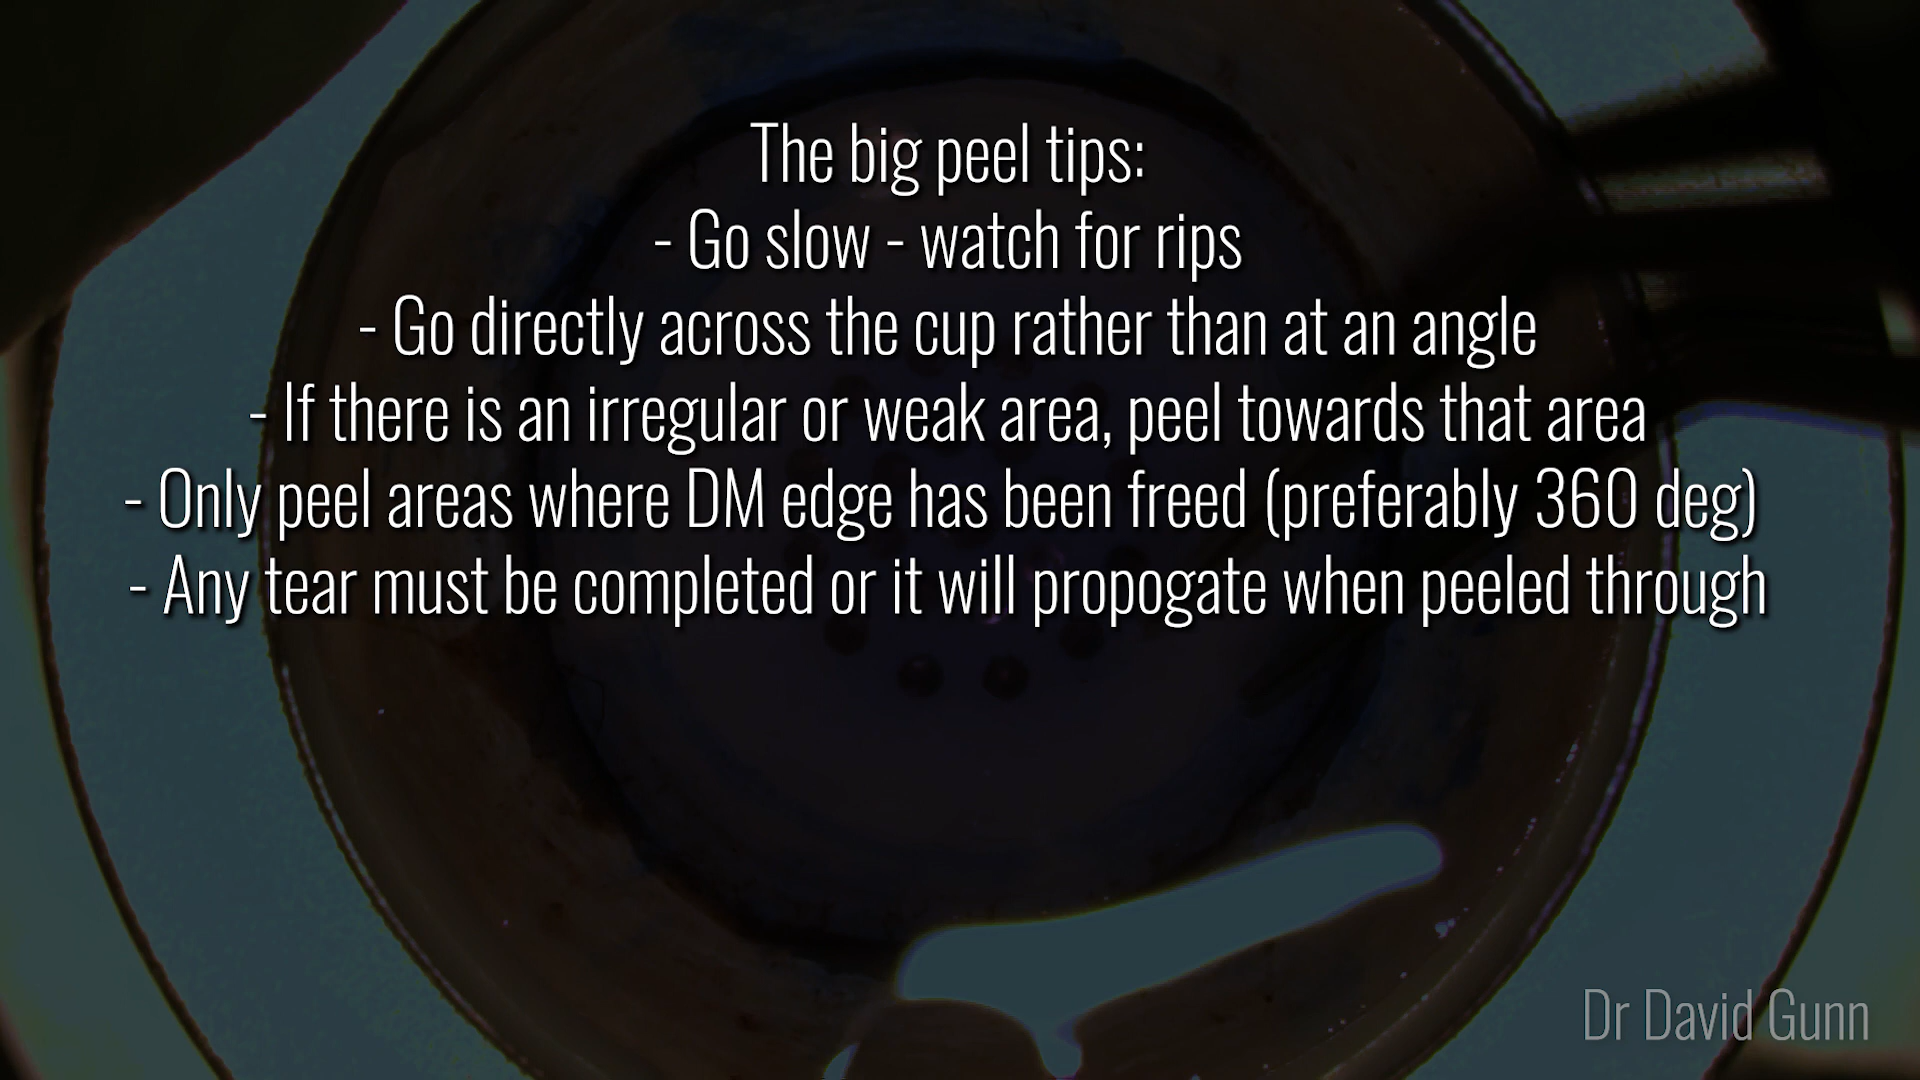 The big peel tips:
- Go slow - watch for rips
- Go directly across the cup rather than at an angle
- If there is an irregular or weak area, peel towards that area
- Only peel areas where DM edge has been freed (preferably 360 deg)
- Any tear must be completed or it will propogate when peeled through
Dr David Gunn